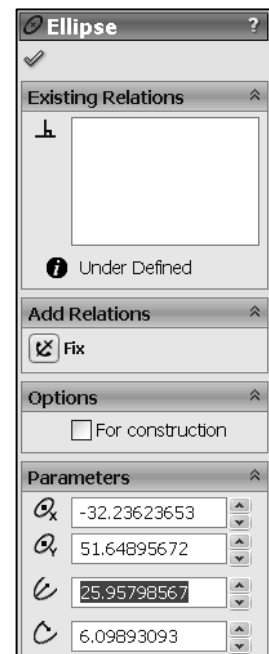 Ellipse ?
Existing Relations
Under Defined
Add Relations
Fix
Options
For construction
Parameters
-32.23623653
51.64895672
25.95798567
6.09893093